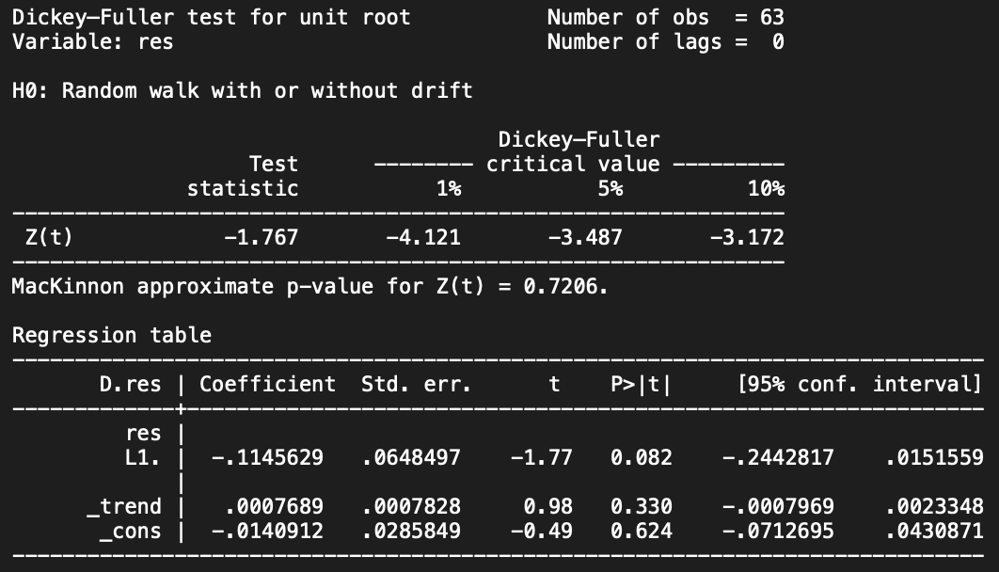 Dickey–Fuller test for unit root Number of obs = 63
Variable: res Number of lags = 0
H0: Random walk with or without drift
Dickey–Fuller
Test ———————— critical value —————————
statistic 1% 5% 10%
Z(t) −1.767 −4.121 −3.487 −3.172
MacKinnon approximate p-value for Z(t) = 0.7206.
Regression table
D.res | Coefficient Std. err. t P>|t| [95% conf. interval]
res |
L1. | −.1145629 .0648497 −1.77 0.082 −.2442817 .0151559
|
_trend | .0007689 .0007828 0.98 0.330 −.0007969 .0023348
_cons | −.0140912 .0285849 −0.49 0.624 −.0712695 .0430871